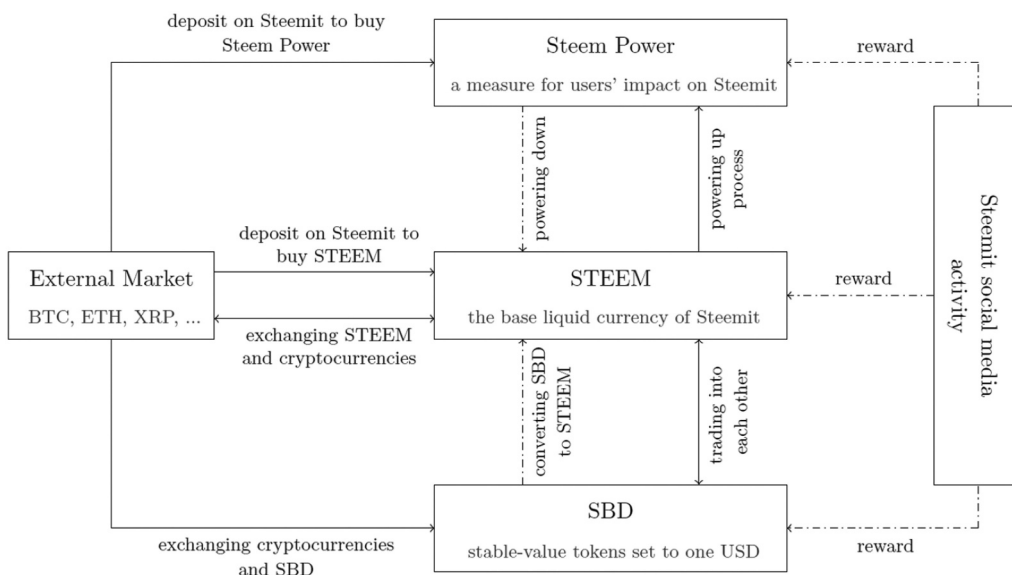 deposit on Steemit to buy
Steem Power
Steem Power
a measure for users' impact on Steemit
reward
powering down
powering up
process
deposit on Steemit to
buy STEEM
External Market
BTC, ETH, XRP, ...
STEEM
the base liquid currency of Steemit
reward
Steemit social media
activity
exchanging STEEM
and cryptocurrencies
converting SBD
to STEEM
trading into
each other
SBD
stable-value tokens set to one USD
exchanging cryptocurrencies
and SBD
reward